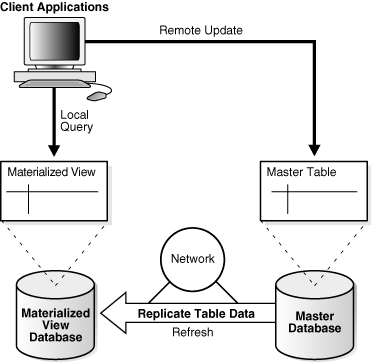 Client Applications
Remote Update
Local
Query
Materialized View
Master Table
Network
Materialized
View
Database
Replicate Table Data
Refresh
Master
Database